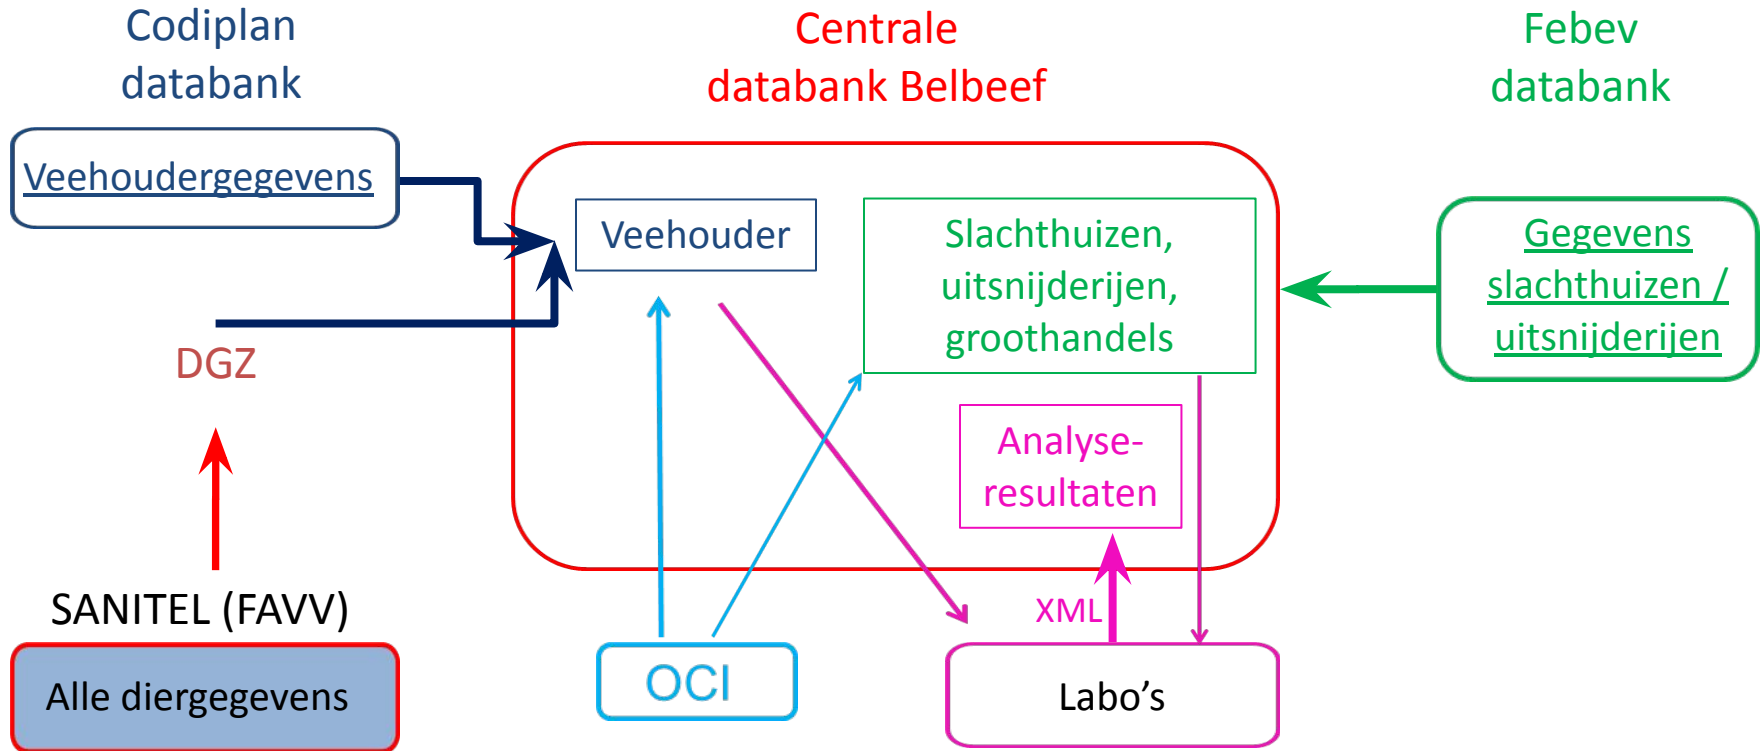 Codiplan
databank
Centrale
databank Belbeef
Febev
databank
Veehoudergegevens
Veehouder
Slachthuizen,
uitsnijderijen,
groothandels
Gegevens
slachthuizen /
uitsnijderijen
DGZ
Analyse-
resultaten
SANITEL (FAVV)
XML
Alle diergegevens
OCI
Labo’s